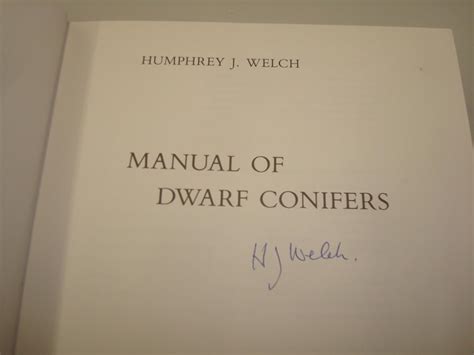 HUMPHREY J. WELCH
MANUAL OF
DWARF CONIFERS
H J Welch.